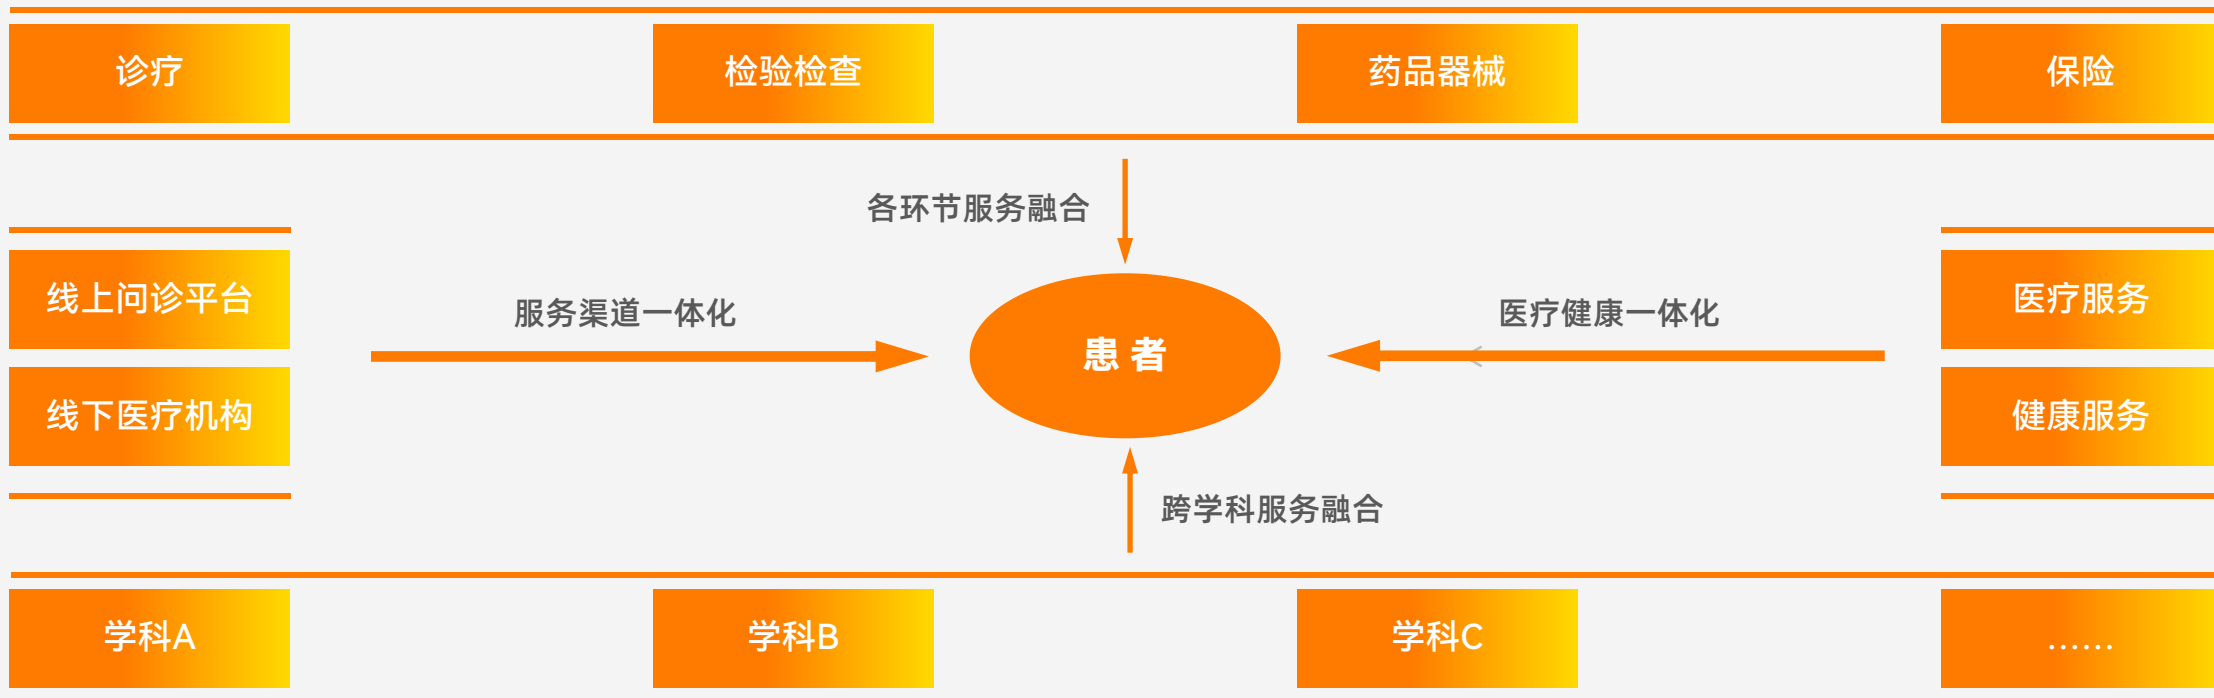 诊疗
检验检查
药品器械
保险
各环节服务融合
线上问诊平台
服务渠道一体化
医疗健康一体化
医疗服务
患者
线下医疗机构
健康服务
跨学科服务融合
学科A
学科B
学科C
……